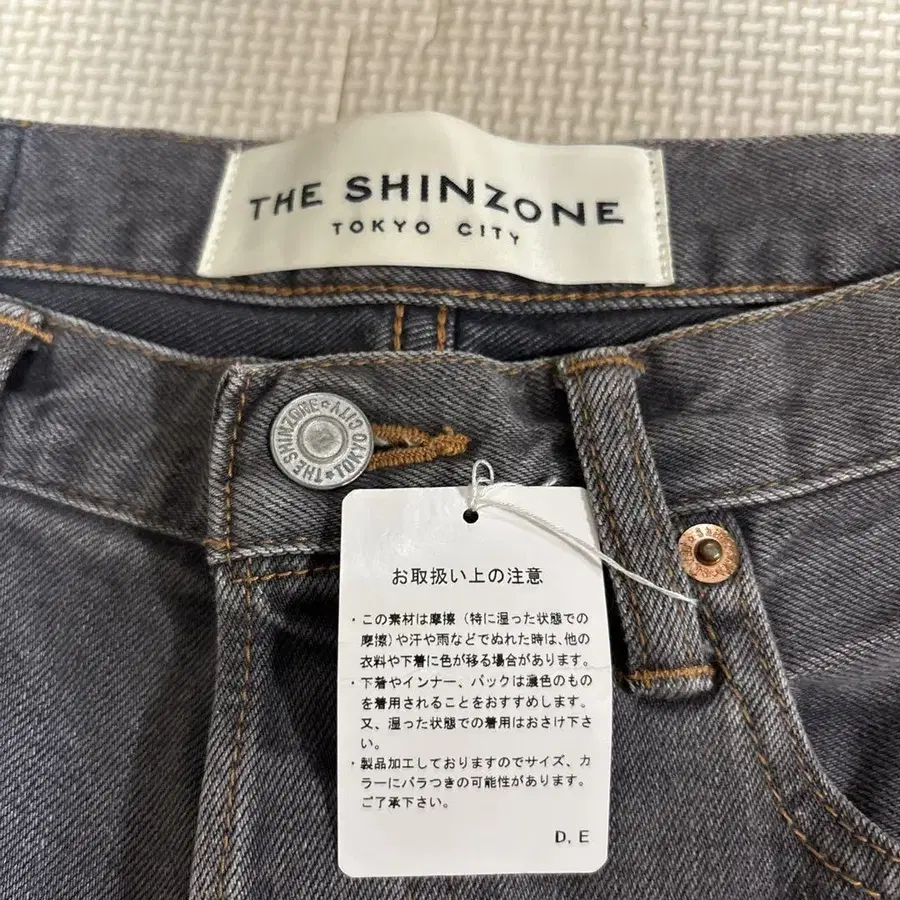 THE SHINZONE
TOKYO CITY
THE SHINZONE★TOKYO CITY★
お取扱い上の注意
・この素材は摩擦(特に湿った状態での
摩擦)や汗や雨などでぬれた時は、他の
衣料や下着に色が移る場合があります。
・下着やインナー、バックは濃色のもの
を着用されることをおすすめします。
又、湿った状態での着用はおさけ下さ
い。
・製品加工しておりますのでサイズ、カ
ラーにバラつきの可能性があります。
ご了承下さい。
D, E